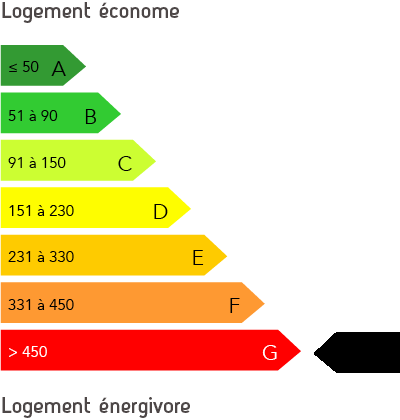 Logement économe
≤ 50 A
51 à 90 B
91 à 150 C
151 à 230 D
231 à 330 E
331 à 450 F
> 450 G
Logement énergivore